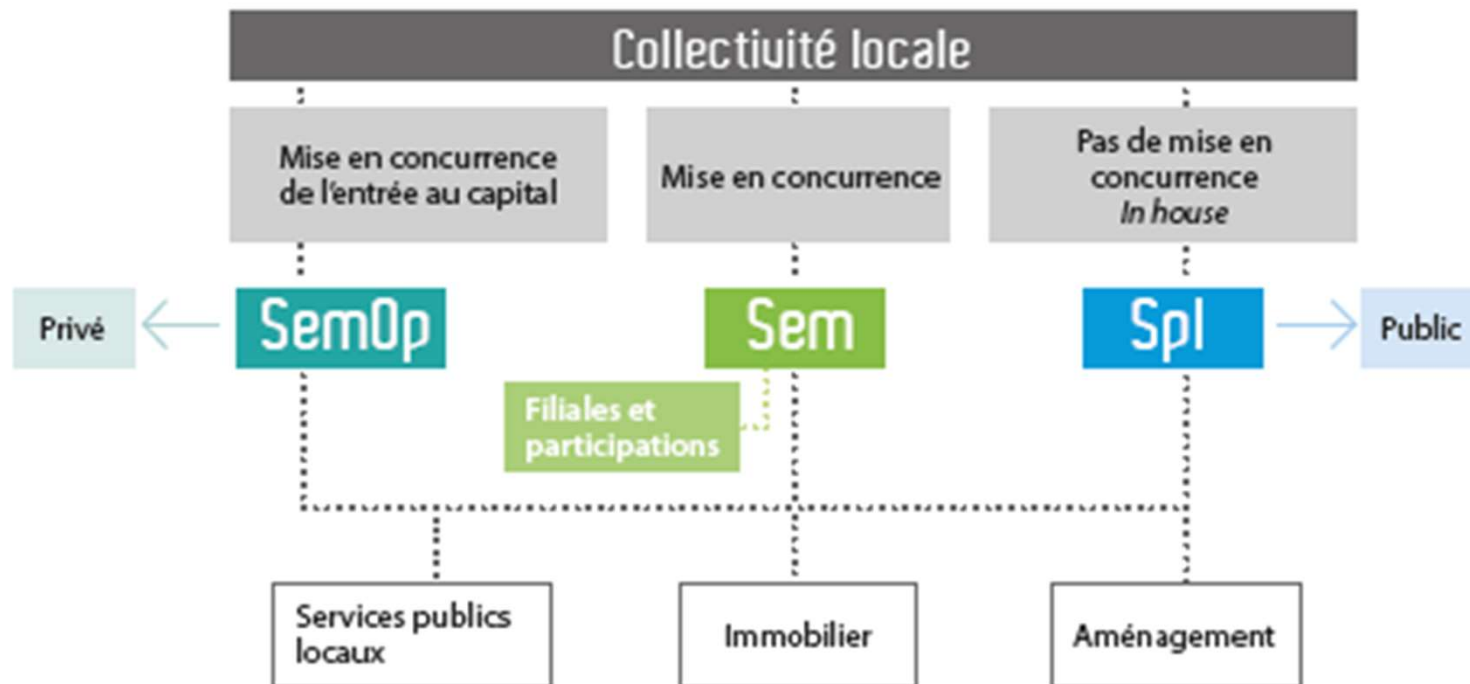 Collectivité locale
Mise en concurrence
de l'entrée au capital
Mise en concurrence
Pas de mise en
concurrence
In house
Privé
SemOp
Sem
Spl
Public
Filiales et
participations
Services publics
locaux
Immobilier
Aménagement